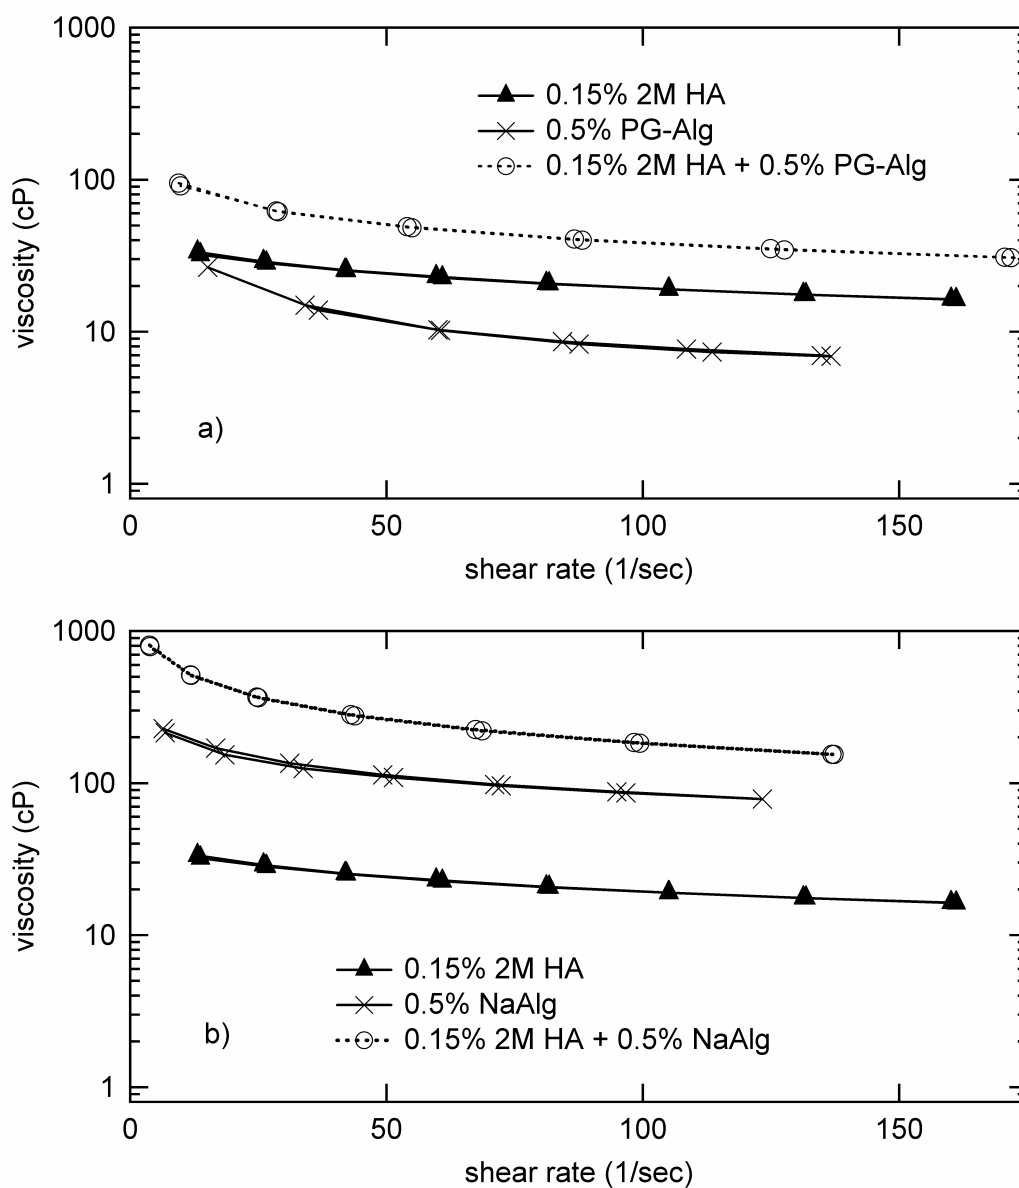 1000
0.15% 2M HA
0.5% PG-Alg
0.15% 2M HA + 0.5% PG-Alg
100
viscosity (cP)
10
a)
1
0 50 100 150
shear rate (1/sec)
1000
100
viscosity (cP)
10
0.15% 2M HA
0.5% NaAlg
b)
0.15% 2M HA + 0.5% NaAlg
1
0 50 100 150
shear rate (1/sec)